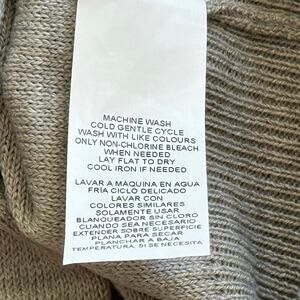 MACHINE WASH
COLD GENTLE CYCLE
WASH WITH LIKE COLOURS
ONLY NON-CHLORINE BLEACH
WHEN NEEDED
LAY FLAT TO DRY
COOL IRON IF NEEDED
LAVAR A MAQUINA EN AGUA
FRÍA CICLO DELICADO
LAVAR CON
COLORES SIMILARES
SOLAMENTE USAR
BLANQUEADOR SIN CLORO
CUANDO SEA NECESARIO
EXTENDER SOBRE SUPERFICIE
PLANA PARA SECAR
PLANCHAR A BAJA
TEMPERATURA, SI SE NECESITA